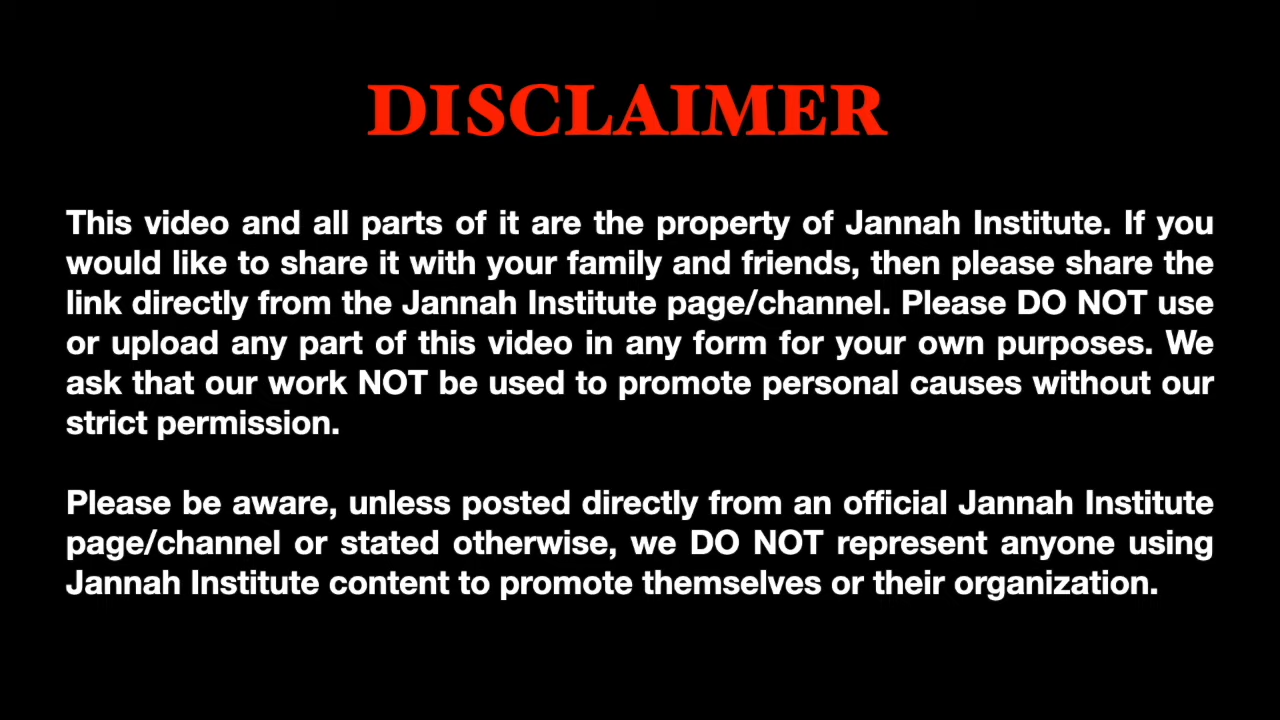 DISCLAIMER
This video and all parts of it are the property of Jannah Institute. If you
would like to share it with your family and friends, then please share the
link directly from the Jannah Institute page/channel. Please DO NOT use
or upload any part of this video in any form for your own purposes. We
ask that our work NOT be used to promote personal causes without our
strict permission.
Please be aware, unless posted directly from an official Jannah Institute
page/channel or stated otherwise, we DO NOT represent anyone using
Jannah Institute content to promote themselves or their organization.